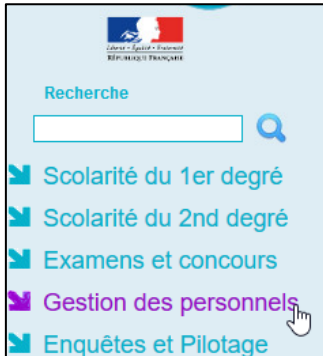 Liberté • Égalité • Fraternité
RÉPUBLIQUE FRANÇAISE
Recherche
Scolarité du 1er degré
Scolarité du 2nd degré
Examens et concours
Gestion des personnels
Enquêtes et Pilotage